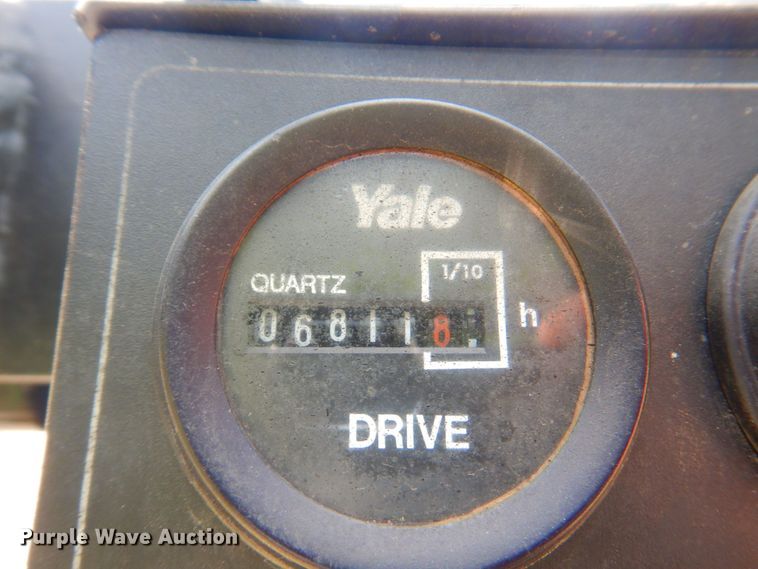 Yale
1/10
QUARTZ
068118
h
DRIVE
Purple Wave Auction